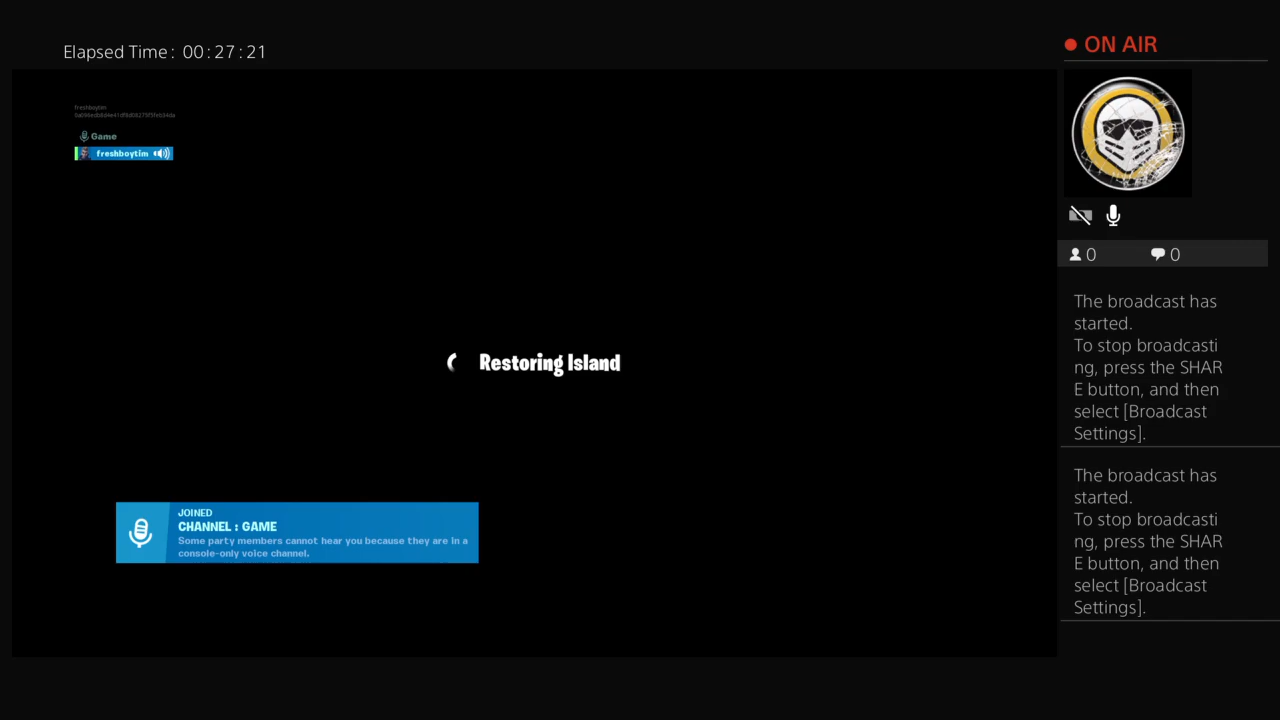 Elapsed Time: 00:27:21
ON AIR
freshboytim
Game
freshboytim
0
0
The broadcast has
started.
To stop broadcasti
ng, press the SHAR
E button, and then
select [Broadcast
Settings].
The broadcast has
started.
To stop broadcasti
ng, press the SHAR
E button, and then
select [Broadcast
Settings].
Restoring Island
JOINED
CHANNEL : GAME
Some party members cannot hear you because they are in a
console-only voice channel.